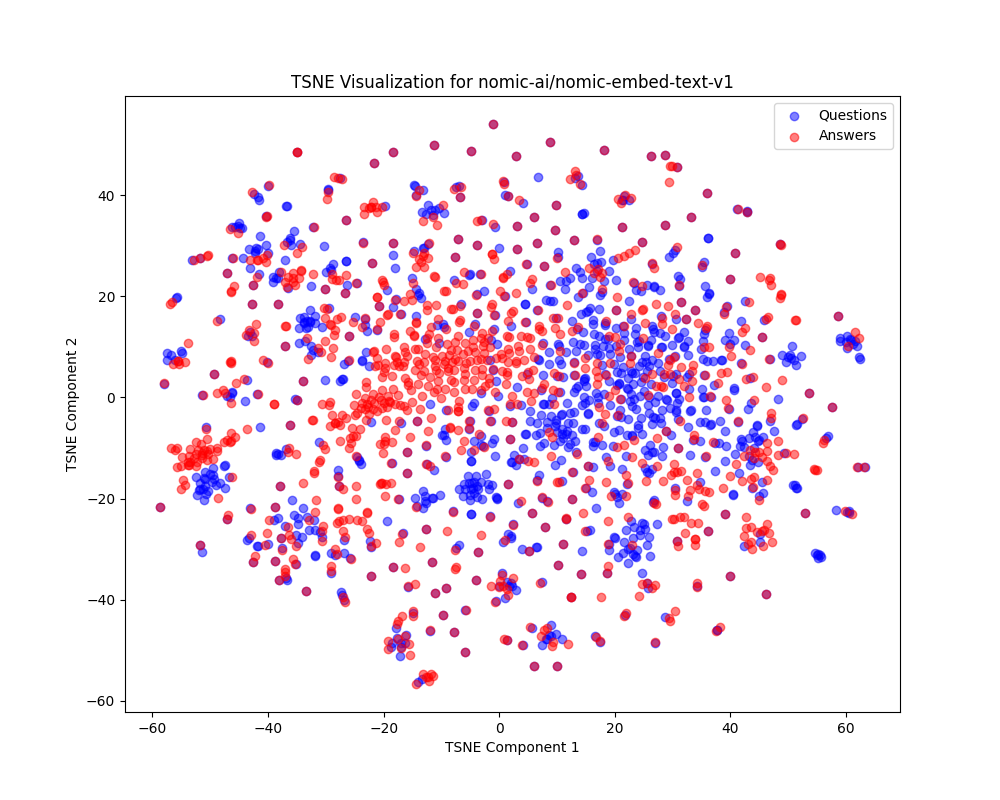 TSNE Visualization for nomic-ai/nomic-embed-text-v1
Questions
Answers
40
20
0
−20
−40
−60
TSNE Component 2
−60 −40 −20 0 20 40 60
TSNE Component 1